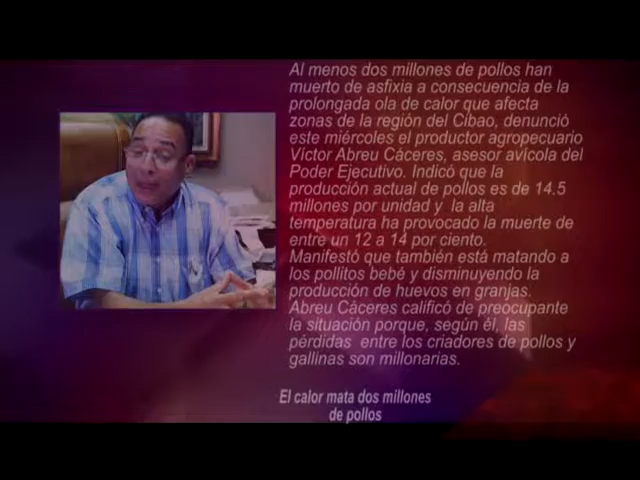 Al menos dos millones de pollos han
muerto de asfixia a consecuencia de la
prolongada ola de calor que afecta
zonas de la región del Cibao, denunció
este miércoles el productor agropecuario
Víctor Abreu Cáceres, asesor avícola del
Poder Ejecutivo. Indicó que la
producción actual de pollos es de 14.5
millones por unidad y la alta
temperatura ha provocado la muerte de
entre un 12 a 14 por ciento.
Manifestó que también está matando a
los pollitos bebé y disminuyendo la
producción de huevos en granjas.
Abreu Cáceres calificó de preocupante
la situación porque, según él, las
pérdidas entre los criadores de pollos y
gallinas son millonarias.
El calor mata dos millones
de pollos